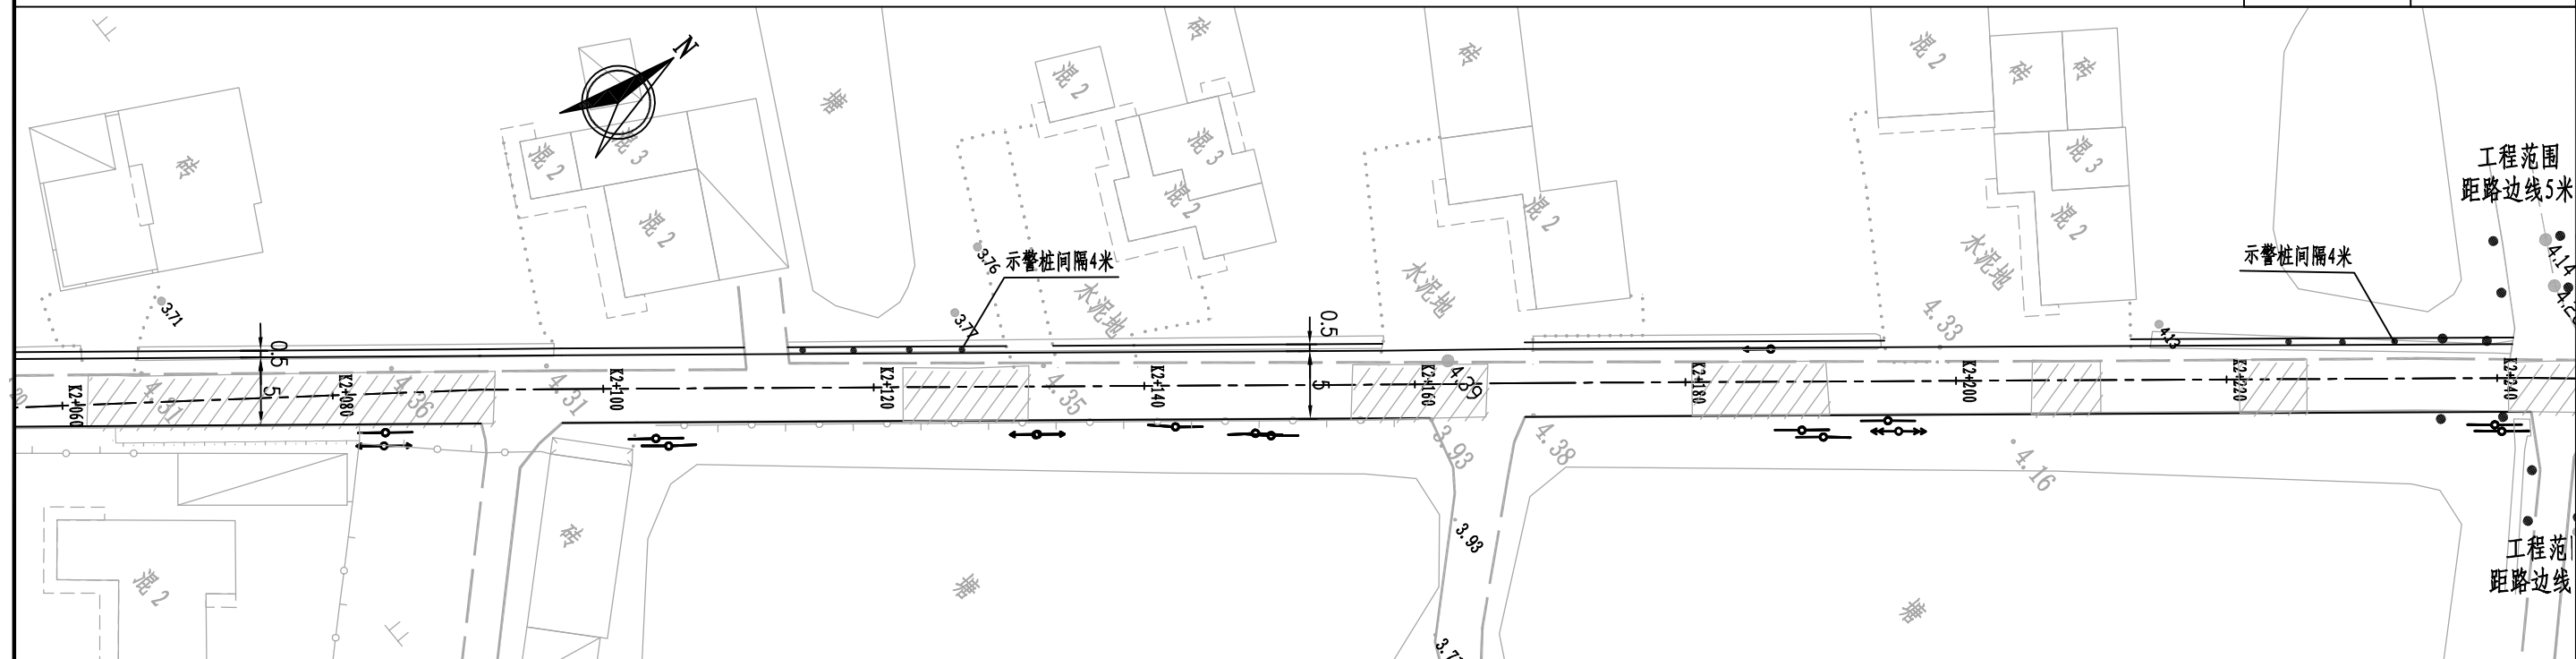 N
砖
混 2
砖
砖
混 2
砖
砖
塘
混 2
混 3
混 3
混 3
工程范围
距路边线5米
砖
混 2
混 2
混 2
混 2
水泥地
4.14
3.76
示警桩间隔4米
示警桩间隔4米
水泥地
水泥地
3.71
3.77
0.5
4.33
4.13
0.5
5
5
K2+060
4.31
K2+080
4.36
4.31
K2+100
K2+120
4.35
K2+140
K2+160
4.39
K2+180
K2+200
K2+220
K2+240
3.93
4.38
4.16
砖
3.93
工程范
距路边线
混 2
塘
塘